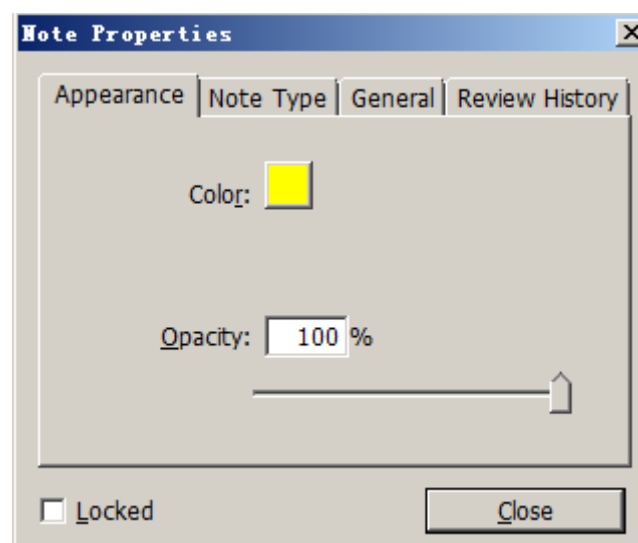 Note Properties
Appearance Note Type General Review History
Color:
Opacity: 100 %
Locked Close